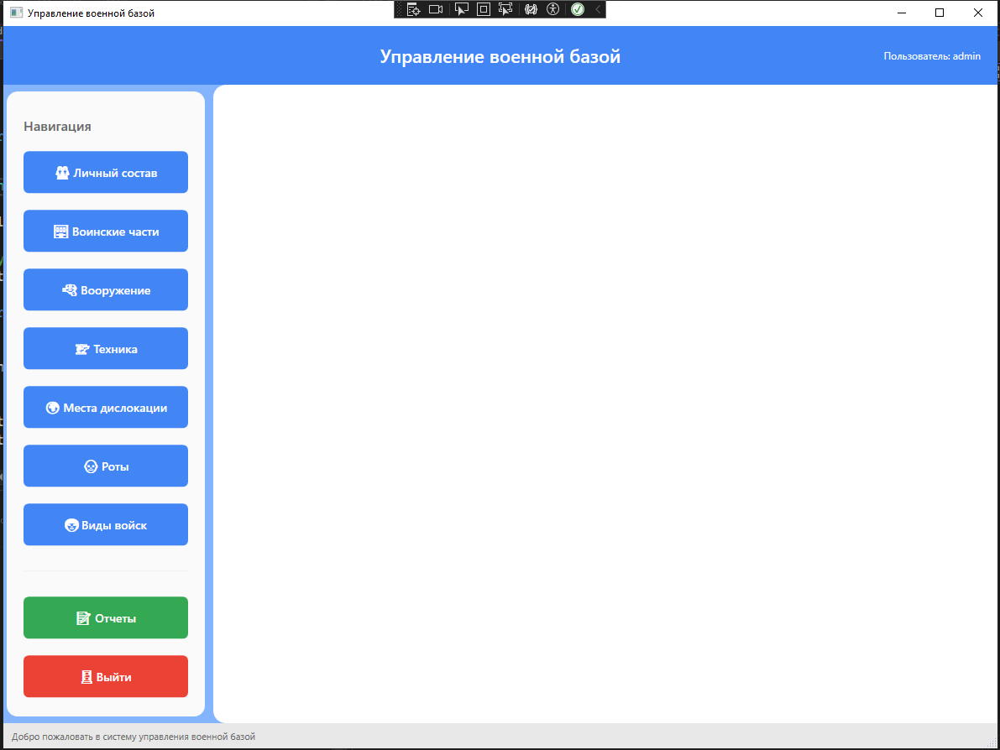 Управление военной базой
Управление военной базой
Пользователь: admin
Навигация
Личный состав
Воинские части
Вооружение
Техника
Места дислокации
Роты
Виды войск
Отчеты
Выйти
Добро пожаловать в систему управления военной базой